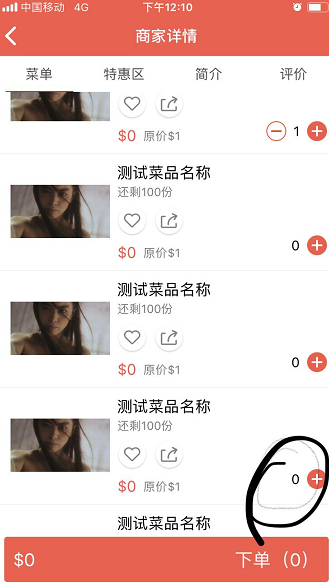 中国移动 4G 下午12:10
商家详情
菜单 特惠区 简介 评价
$0 原价$1 1
测试菜品名称
还剩100份
$0 原价$1 0
测试菜品名称
还剩100份
$0 原价$1 0
测试菜品名称
还剩100份
$0 原价$1 0
测试菜品名称
$0 下单（0）